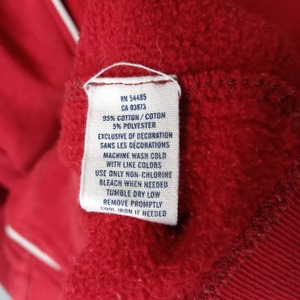 RN 54485
CA 03873
95% COTTON / COTON
5% POLYESTER
EXCLUSIVE OF DECORATION
SANS LES DÉCORATIONS
MACHINE WASH COLD
WITH LIKE COLORS
USE ONLY NON-CHLORINE
BLEACH WHEN NEEDED
TUMBLE DRY LOW
REMOVE PROMPTLY
COOL IRON IF NEEDED